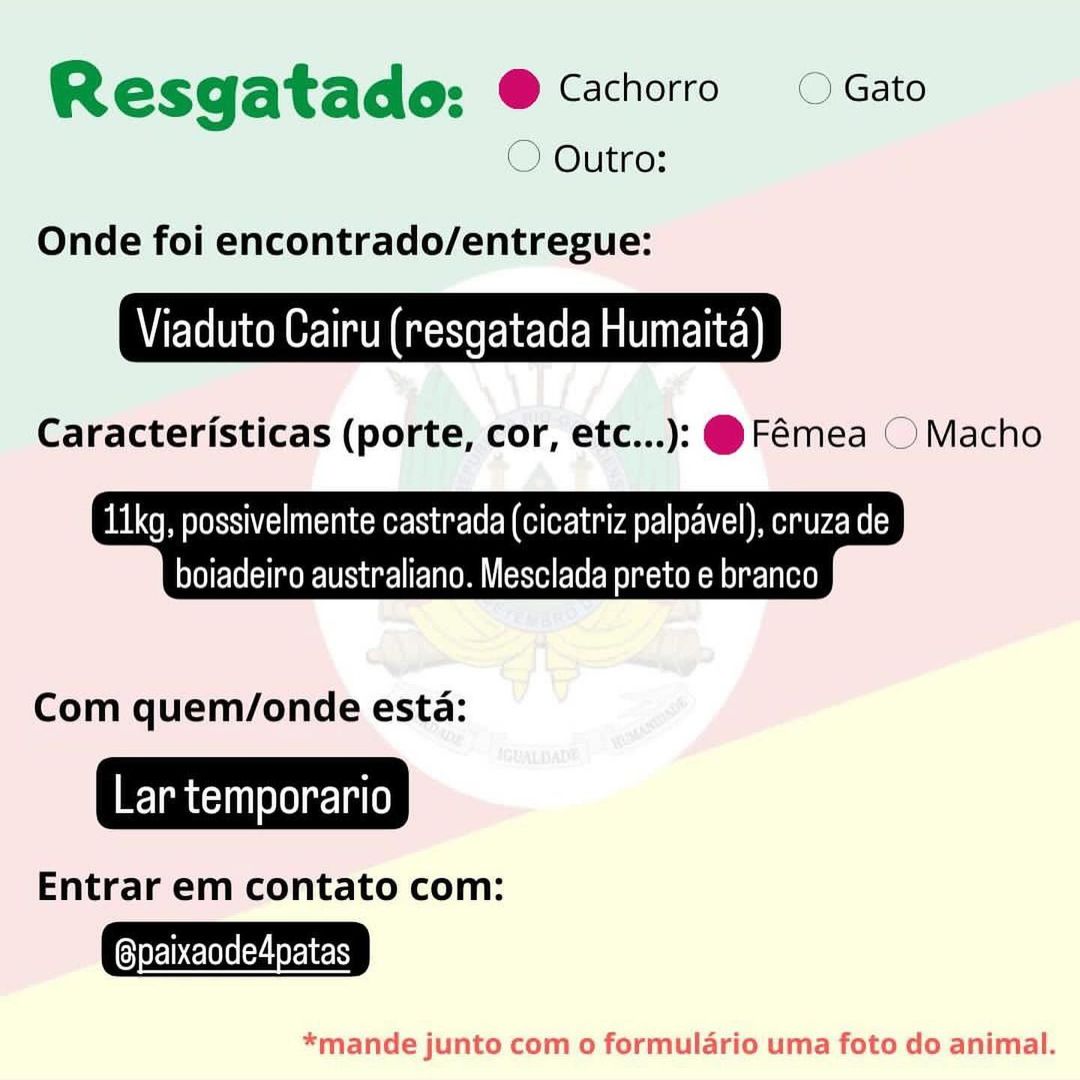 Resgatado: Cachorro Gato
Outro:
Onde foi encontrado/entregue:
Viaduto Cairu (resgatada Humaitá)
Características (porte, cor, etc...): Fêmea Macho
11kg, possivelmente castrada (cicatriz palpável), cruza de
boiadeiro australiano. Mesclada preto e branco
Com quem/onde está:
IGUALDADE HUMANIDADE
Lar temporario
Entrar em contato com:
@paixaode4patas
*mande junto com o formulário uma foto do animal.